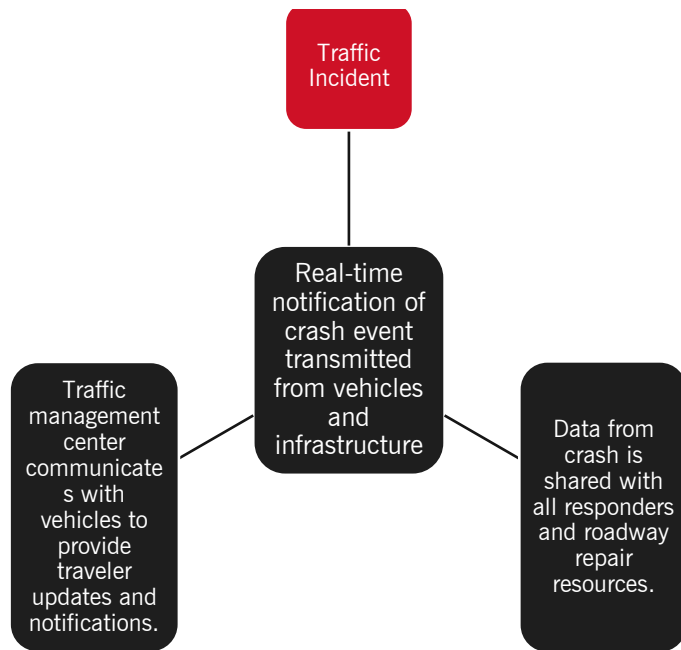 Traffic
Incident
Real-time
notification of
crash event
transmitted
from vehicles
and
infrastructure
Traffic
management
center
communicate
s with
vehicles to
provide
traveler
updates and
notifications.
Data from
crash is
shared with
all responders
and roadway
repair
resources.